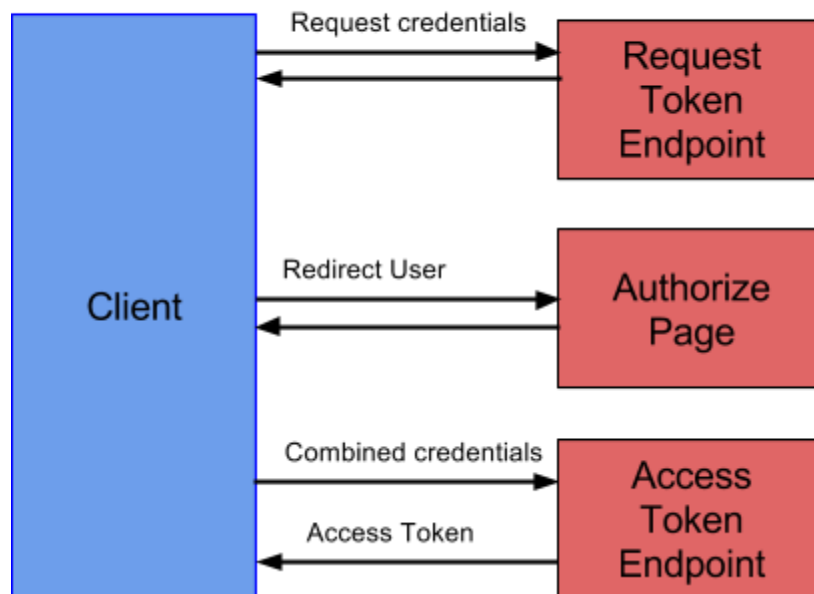 Request credentials
Request
Token
Endpoint
Client
Redirect User
Authorize
Page
Combined credentials
Access Token
Access
Token
Endpoint